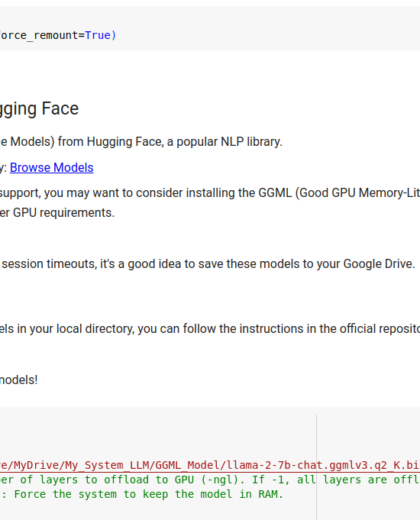 orce_remount=True)
gging Face
e Models) from Hugging Face, a popular NLP library.
y: Browse Models
support, you may want to consider installing the GGML (Good GPU Memory-Lit
er GPU requirements.
session timeouts, it's a good idea to save these models to your Google Drive.
els in your local directory, you can follow the instructions in the official reposito
models!
e/MyDrive/My_System_LLM/GGML_Model/llama-2-7b-chat.ggmlv3.q2_K.bi
er of layers to offload to GPU (-ngl). If -1, all layers are offl
: Force the system to keep the model in RAM.